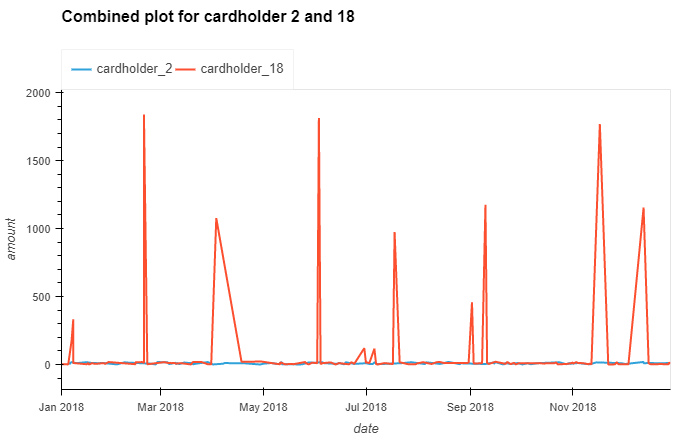 Combined plot for cardholder 2 and 18
cardholder_2 cardholder_18
2000
1500
1000
500
0
amount
Jan 2018 Mar 2018 May 2018 Jul 2018 Sep 2018 Nov 2018
date